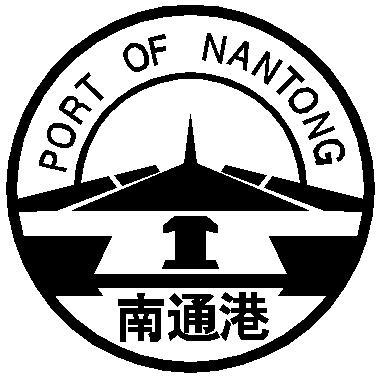 PORT OF NANTONG
南通港